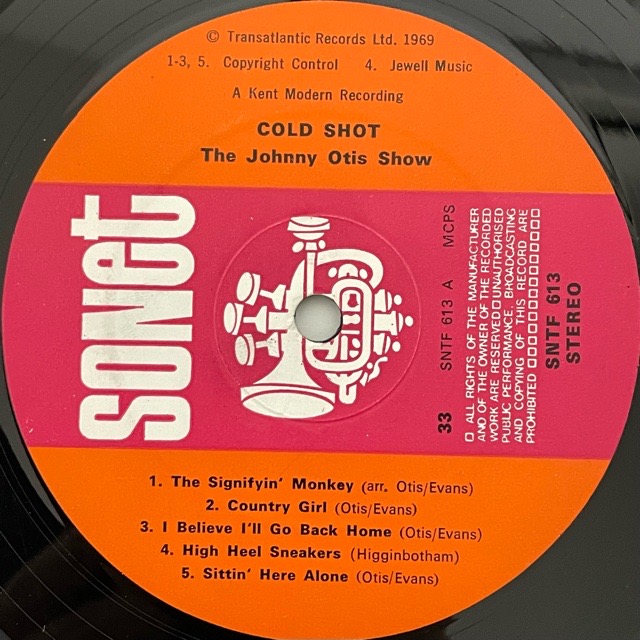 © Transatlantic Records Ltd. 1969
1-3, 5. Copyright Control 4. Jewell Music
A Kent Modern Recording
COLD SHOT
The Johnny Otis Show
sonet
33 SNTF 613 A MCPS
ALL RIGHTS OF THE MANUFACTURER
AND OF THE OWNER OF THE RECORDED
WORK ARE RESERVED UNAUTHORISED
PUBLIC PERFORMANCE, BROADCASTING
AND COPYING OF THIS RECORD ARE
PROHIBITED
SNTF 613
STEREO
1. The Signifyin' Monkey (arr. Otis/Evans)
2. Country Girl (Otis/Evans)
3. I Believe I'll Go Back Home (Otis/Evans)
4. High Heel Sneakers (Higginbotham)
5. Sittin' Here Alone (Otis/Evans)